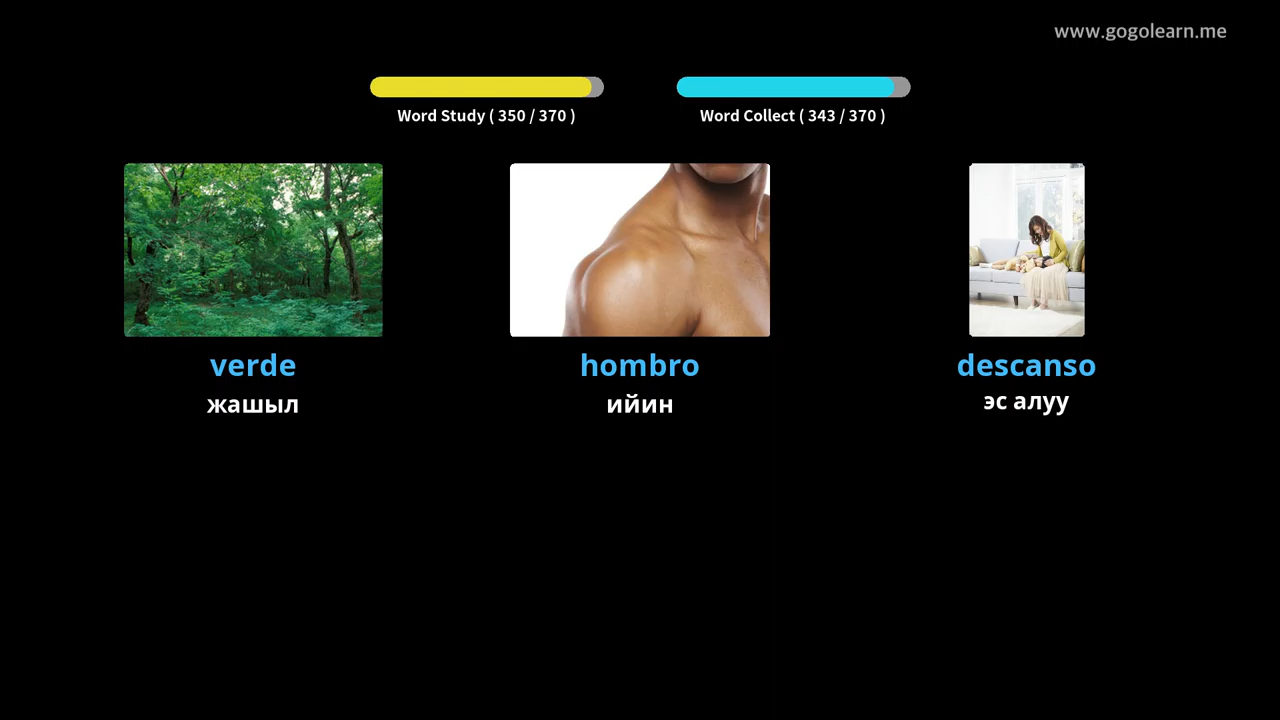 www.gogolearn.me
Word Study ( 350 / 370 )
Word Collect ( 343 / 370 )
verde
hombro
descanso
жашыл
ийин
эс алуу